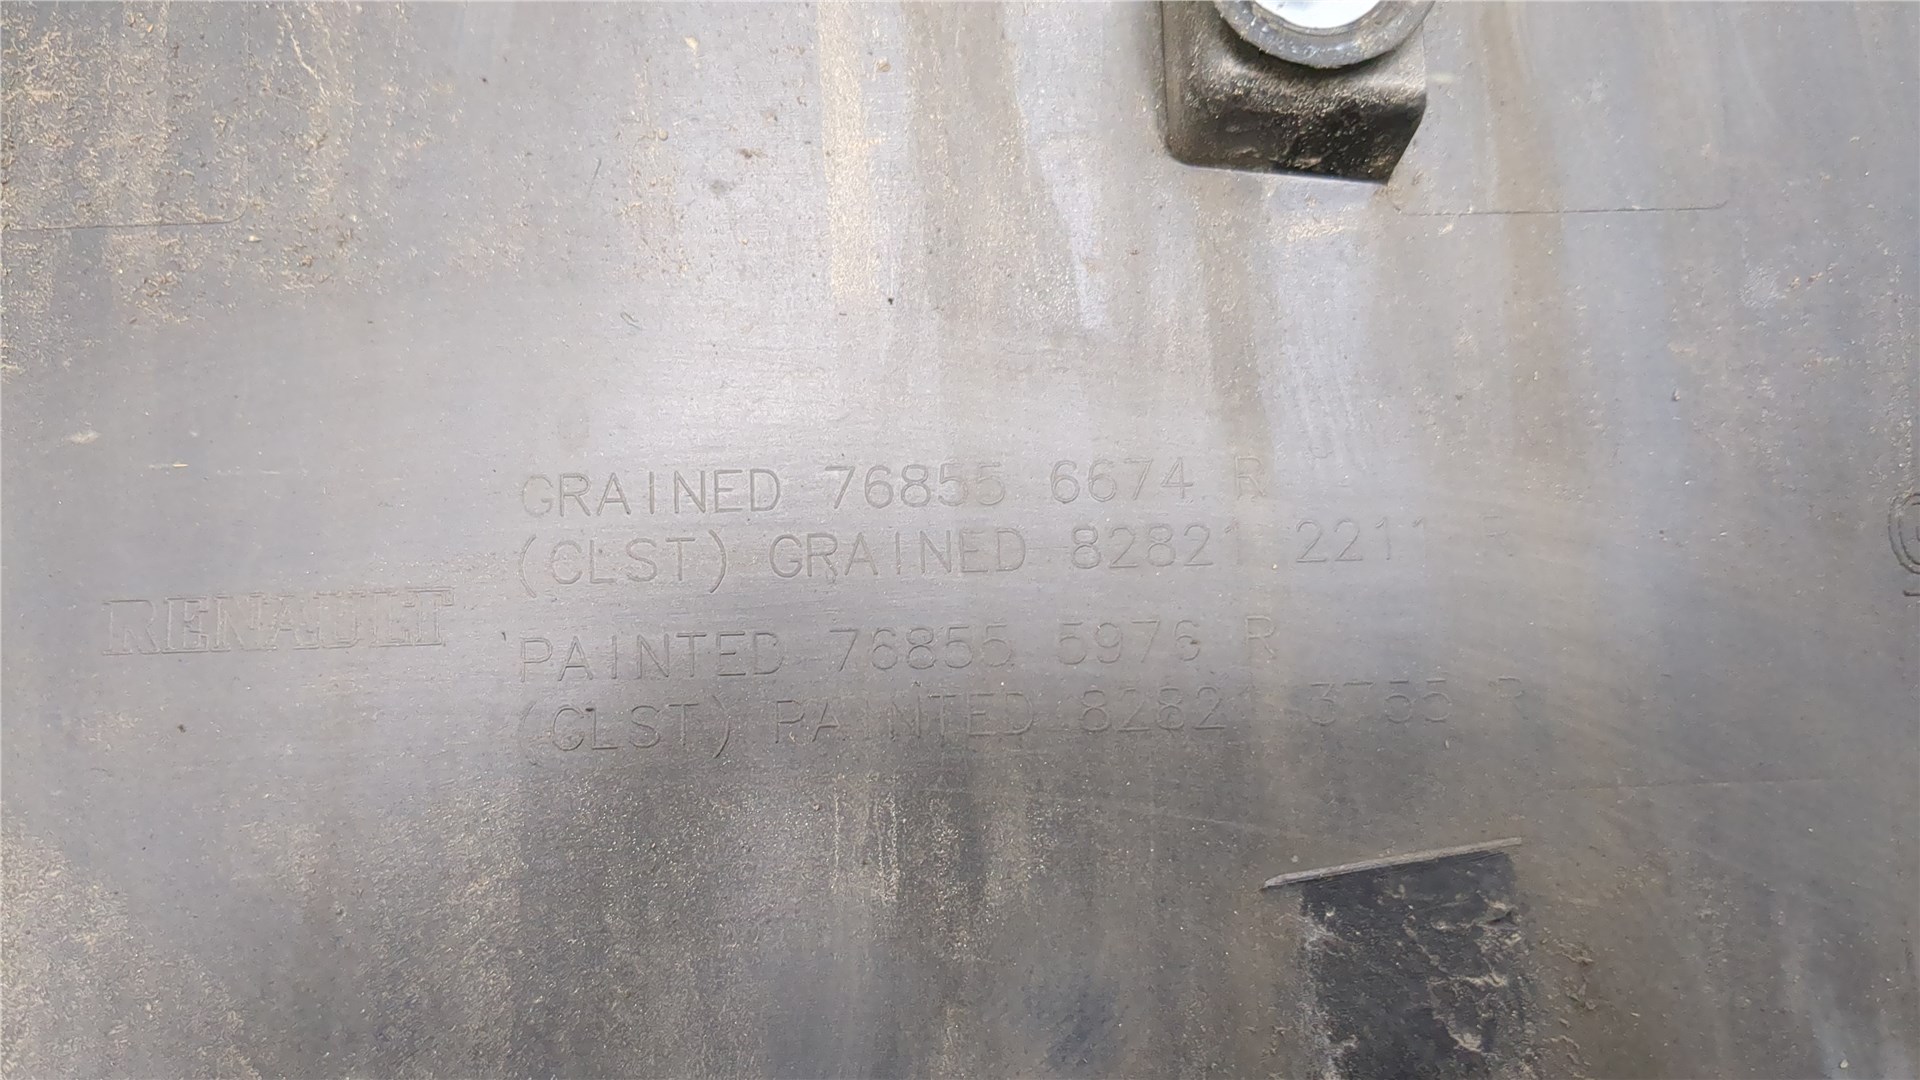 GRAINED 76855 6674 R
(CLST) GRAINED 82821 2211 R
RENAULT
PAINTED 76855 5976 R
(CLST) PAINTED 82821 3755 R